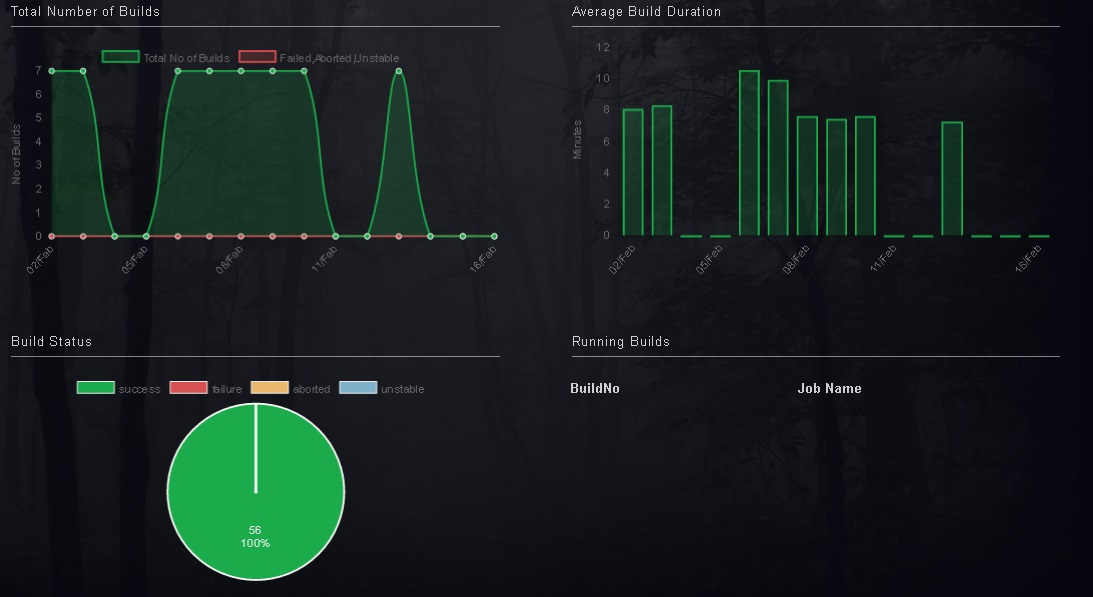 Total Number of Builds
Total No of Builds
Failed,Aborted,Unstable
No of Builds
7
6
5
4
3
2
1
0
02/Feb
05/Feb
08/Feb
11/Feb
16/Feb
Average Build Duration
Minutes
12
10
8
6
4
2
0
02/Feb
05/Feb
08/Feb
11/Feb
16/Feb
Build Status
success
failure
aborted
unstable
56
100%
Running Builds
BuildNo
Job Name